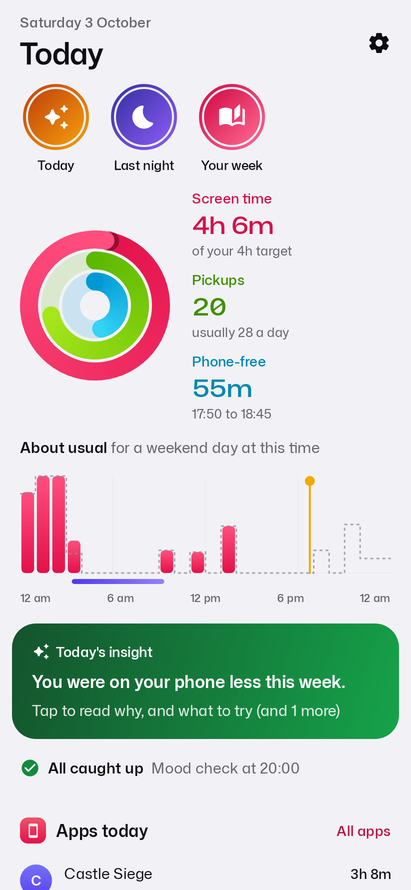 Saturday 3 October
Today
Today
Last night
Your week
Screen time
4h 6m
of your 4h target
Pickups
20
usually 28 a day
Phone-free
55m
17:50 to 18:45
About usual for a weekend day at this time
12 am
6 am
12 pm
6 pm
12 am
Today's insight
You were on your phone less this week.
Tap to read why, and what to try (and 1 more)
All caught up Mood check at 20:00
Apps today
All apps
C
Castle Siege
3h 8m